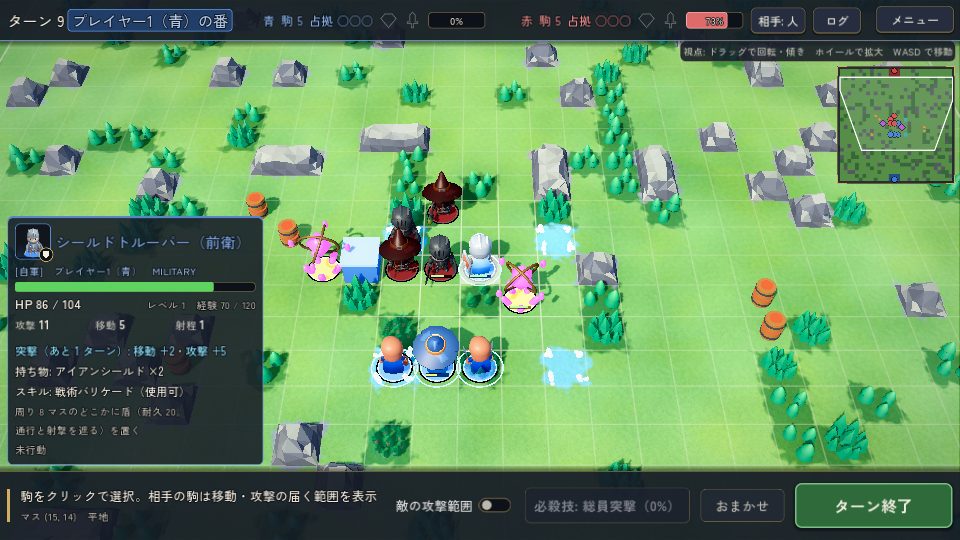 ターン 9 プレイヤー1（青）の番
青 駒 5 占拠
0%
赤 駒 5 占拠
73%
相手: 人
ログ
メニュー
視点: ドラッグで回転・傾き ホイールで拡大 WASD で移動
シールドトルーパー（前衛）
[自軍] プレイヤー1（青） MILITARY
HP 86 / 104
レベル 1 経験 70 / 120
攻撃 11 移動 5 射程 1
突撃（あと 1 ターン）: 移動 +2・攻撃 +5
持ち物: アイアンシールド ×2
スキル: 戦術バリケード（使用可）
周り 8 マスのどこかに盾（耐久 20、
通行と射撃を遮る）を置く
未行動
駒をクリックで選択。相手の駒は移動・攻撃の届く範囲を表示
マス (15, 14) 平地
敵の攻撃範囲
必殺技: 総員突撃（0%）
おまかせ
ターン終了